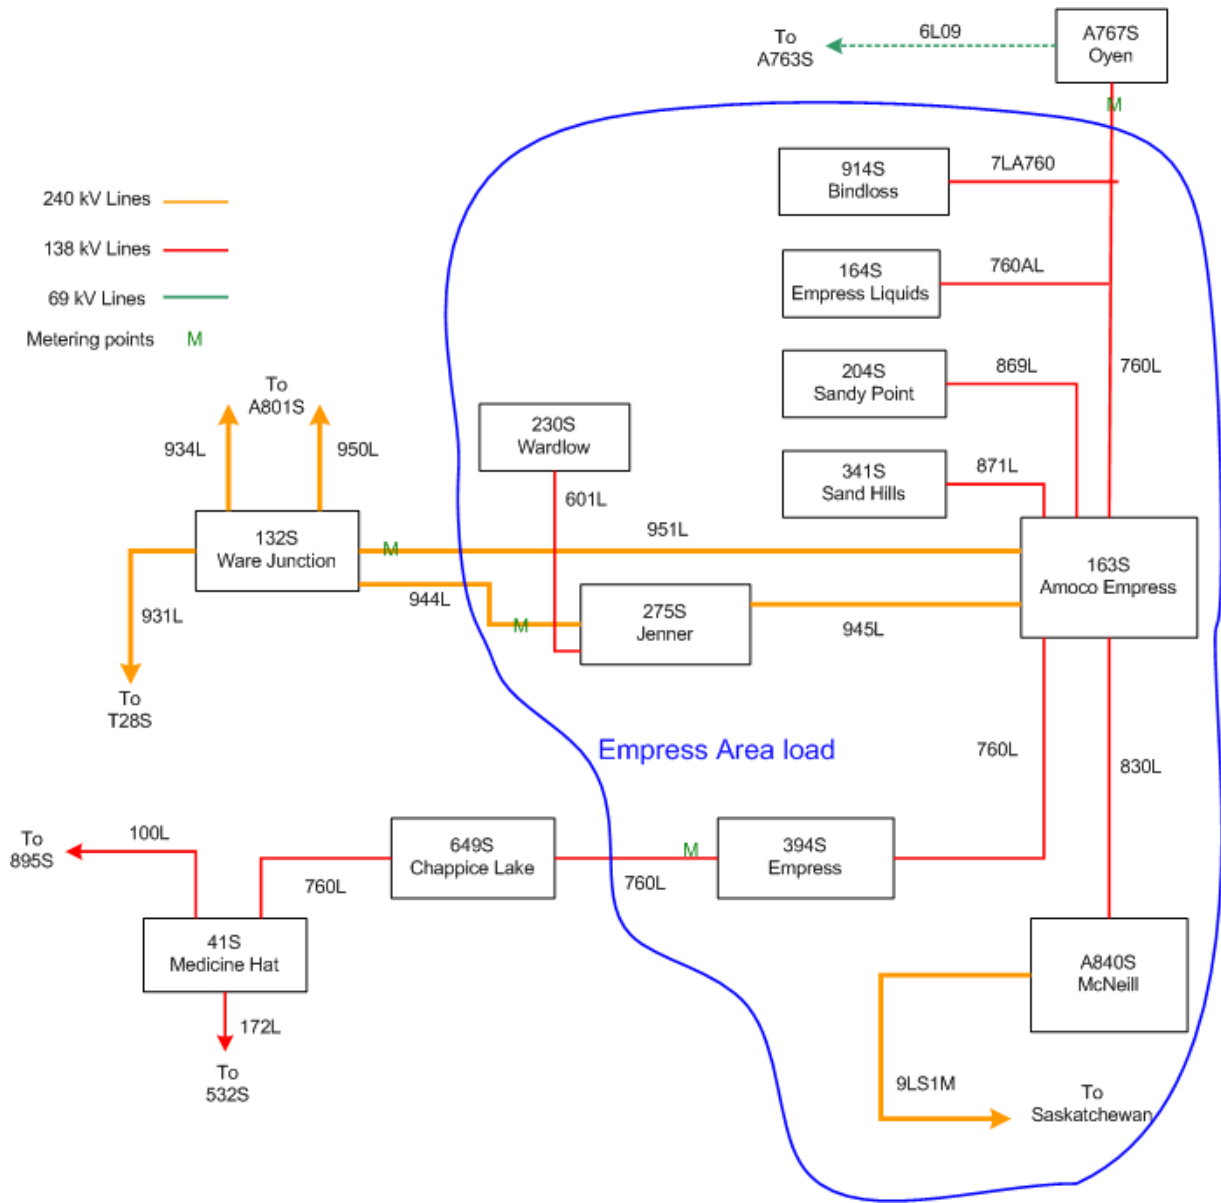 To
A763S
6L09
A767S
Oyen
M
914S
Bindloss
7LA760
240 kV Lines
138 kV Lines
69 kV Lines
Metering points M
164S
Empress Liquids
760AL
204S
Sandy Point
869L
760L
To
A801S
934L
950L
230S
Wardlow
341S
Sand Hills
871L
601L
132S
Ware Junction
M
951L
163S
Amoco Empress
944L
M
275S
Jenner
945L
931L
To
T28S
Empress Area load
760L
830L
To
895S
100L
649S
Chappice Lake
M
394S
Empress
760L
760L
41S
Medicine Hat
A840S
McNeill
172L
To
532S
9LS1M
To
Saskatchewan